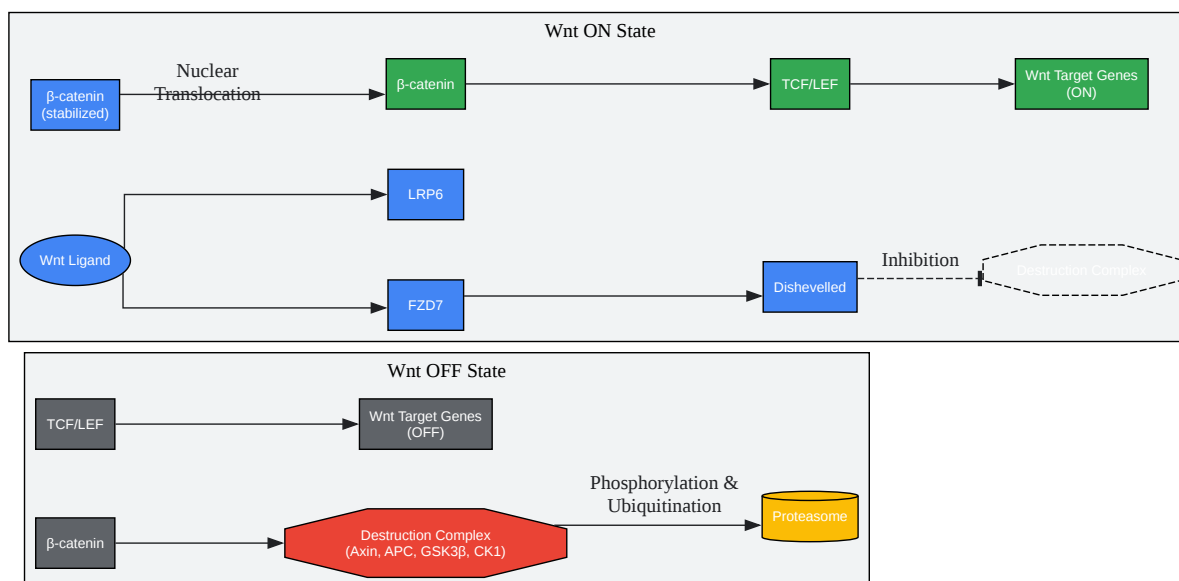 Wnt ON State
Nuclear
Translocation
β-catenin
(stabilized)
β-catenin
TCF/LEF
Wnt Target Genes
(ON)
LRP6
Wnt Ligand
FZD7
Dishevelled
Inhibition
Destruction Complex
Wnt OFF State
TCF/LEF
Wnt Target Genes
(OFF)
β-catenin
Destruction Complex
(Axin, APC, GSK3β, CK1)
Phosphorylation &
Ubiquitination
Proteasome